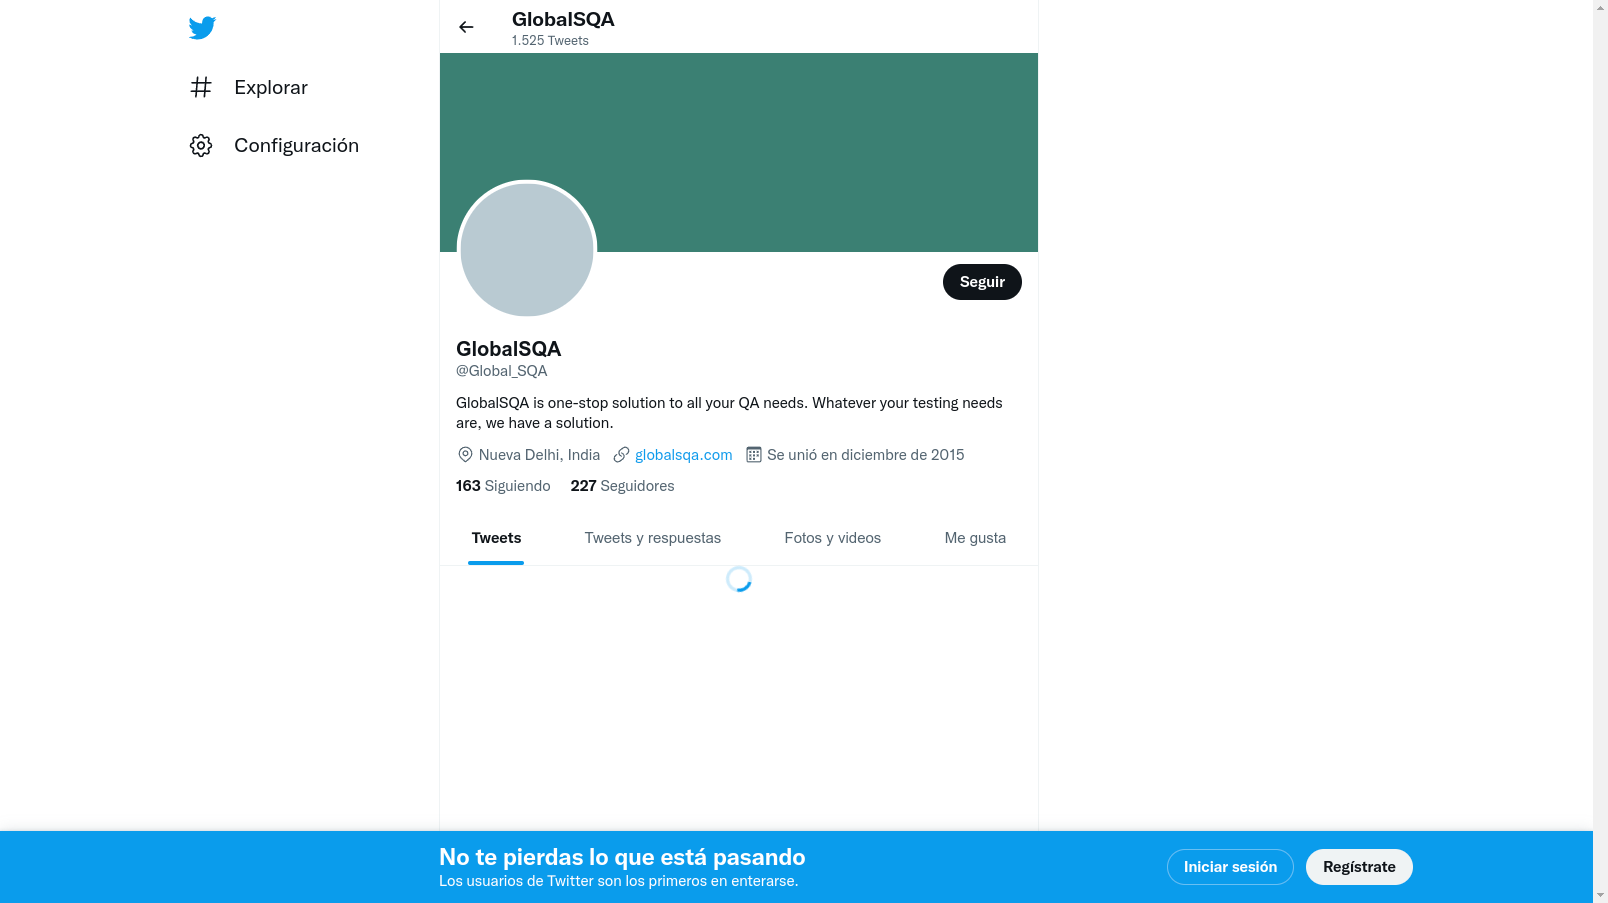 Explorar
Configuración
GlobalSQA
1.525 Tweets
Seguir
GlobalSQA
@Global_SQA
GlobalSQA is one-stop solution to all your QA needs. Whatever your testing needs
are, we have a solution.
Nueva Delhi, India globalsqa.com Se unió en diciembre de 2015
163 Siguiendo 227 Seguidores
Tweets Tweets y respuestas Fotos y videos Me gusta
No te pierdas lo que está pasando
Los usuarios de Twitter son los primeros en enterarse.
Iniciar sesión Regístrate